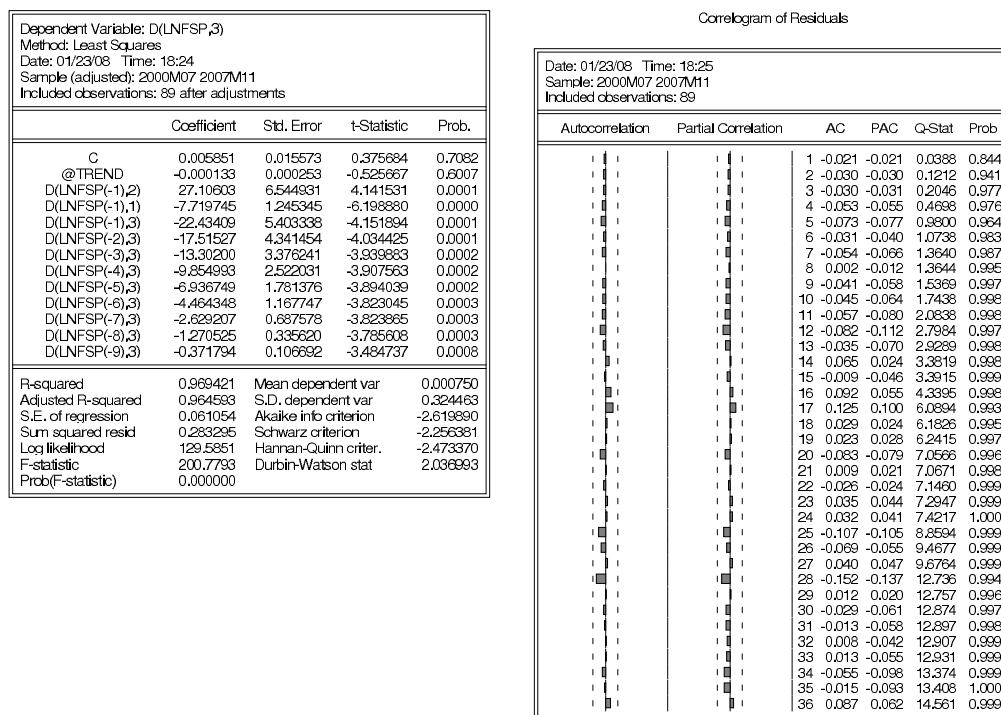 Dependent Variable: D(LNFSP,3)
Method: Least Squares
Date: 01/23/08 Time: 18:24
Sample (adjusted): 2000M07 2007M11
Included observations: 89 after adjustments
Coefficient Std. Error t-Statistic Prob.
C 0.005851 0.015573 0.375684 0.7082
@TREND -0.000133 0.000253 -0.525667 0.6007
D(LNFSP(-1),2) 27.10603 6.544931 4.141531 0.0001
D(LNFSP(-1),1) -7.719745 1.245345 -6.198880 0.0000
D(LNFSP(-1),3) -22.43409 5.403338 -4.151894 0.0001
D(LNFSP(-2),3) -17.51527 4.341454 -4.034425 0.0001
D(LNFSP(-3),3) -13.30200 3.376241 -3.939883 0.0002
D(LNFSP(-4),3) -9.854993 2.522031 -3.907563 0.0002
D(LNFSP(-5),3) -6.936749 1.781376 -3.894039 0.0002
D(LNFSP(-6),3) -4.464348 1.167747 -3.823045 0.0003
D(LNFSP(-7),3) -2.629207 0.687578 -3.823865 0.0003
D(LNFSP(-8),3) -1.270525 0.335620 -3.785608 0.0003
D(LNFSP(-9),3) -0.371794 0.106692 -3.484737 0.0008
R-squared 0.969421 Mean dependent var 0.000750
Adjusted R-squared 0.964593 S.D. dependent var 0.324463
S.E. of regression 0.061054 Akaike info criterion -2.619890
Sum squared resid 0.283295 Schwarz criterion -2.256381
Log likelihood 129.5851 Hannan-Quinn criter. -2.473370
F-statistic 200.7793 Durbin-Watson stat 2.036993
Prob(F-statistic) 0.000000
Correlogram of Residuals
Date: 01/23/08 Time: 18:25
Sample: 2000M07 2007M11
Included observations: 89
Autocorrelation Partial Correlation AC PAC Q-Stat Prob
1 -0.021 -0.021 0.0388 0.844
2 -0.030 -0.030 0.1212 0.941
3 -0.030 -0.031 0.2046 0.977
4 -0.053 -0.055 0.4698 0.976
5 -0.073 -0.077 0.9800 0.964
6 -0.031 -0.040 1.0738 0.983
7 -0.054 -0.066 1.3640 0.987
8 0.002 -0.012 1.3644 0.995
9 -0.041 -0.058 1.5369 0.997
10 -0.045 -0.064 1.7438 0.998
11 -0.057 -0.080 2.0838 0.998
12 -0.082 -0.112 2.7984 0.997
13 -0.035 -0.070 2.9289 0.998
14 0.065 0.024 3.3819 0.998
15 -0.009 -0.046 3.3915 0.999
16 0.092 0.055 4.3395 0.998
17 0.125 0.100 6.0894 0.993
18 0.029 0.024 6.1826 0.995
19 0.023 0.028 6.2415 0.997
20 -0.083 -0.079 7.0566 0.996
21 0.009 0.021 7.0671 0.998
22 -0.026 -0.024 7.1460 0.999
23 0.035 0.044 7.2947 0.999
24 0.032 0.041 7.4217 1.000
25 -0.107 -0.105 8.8594 0.999
26 -0.069 -0.055 9.4677 0.999
27 0.040 0.047 9.6764 0.999
28 -0.152 -0.137 12.736 0.994
29 0.012 0.020 12.757 0.996
30 -0.029 -0.061 12.874 0.997
31 -0.013 -0.058 12.897 0.998
32 0.008 -0.042 12.907 0.999
33 0.013 -0.055 12.931 0.999
34 -0.055 -0.098 13.374 0.999
35 -0.015 -0.093 13.408 1.000
36 0.087 0.062 14.561 0.999